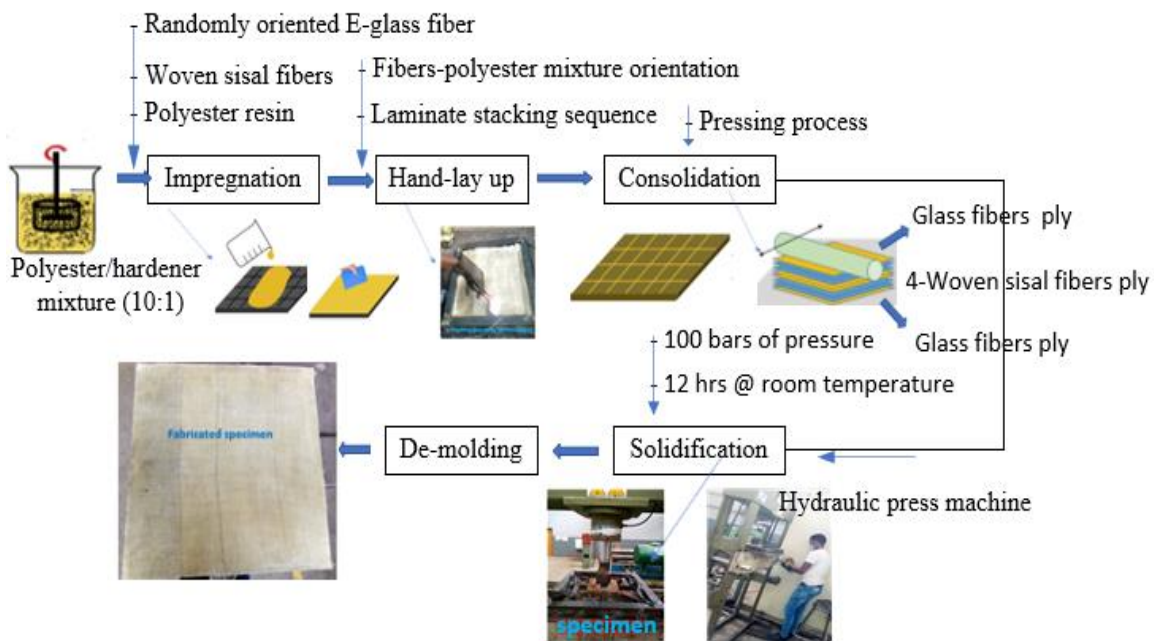 - Randomly oriented E-glass fiber
- Woven sisal fibers
- Polyester resin
- Fibers-polyester mixture orientation
- Laminate stacking sequence
- Pressing process
Impregnation
Hand-lay up
Consolidation
Polyester/hardener
mixture (10:1)
Glass fibers ply
4-Woven sisal fibers ply
Glass fibers ply
- 100 bars of pressure
- 12 hrs @ room temperature
Fabricated specimen
De-molding
Solidification
Hydraulic press machine
specimen